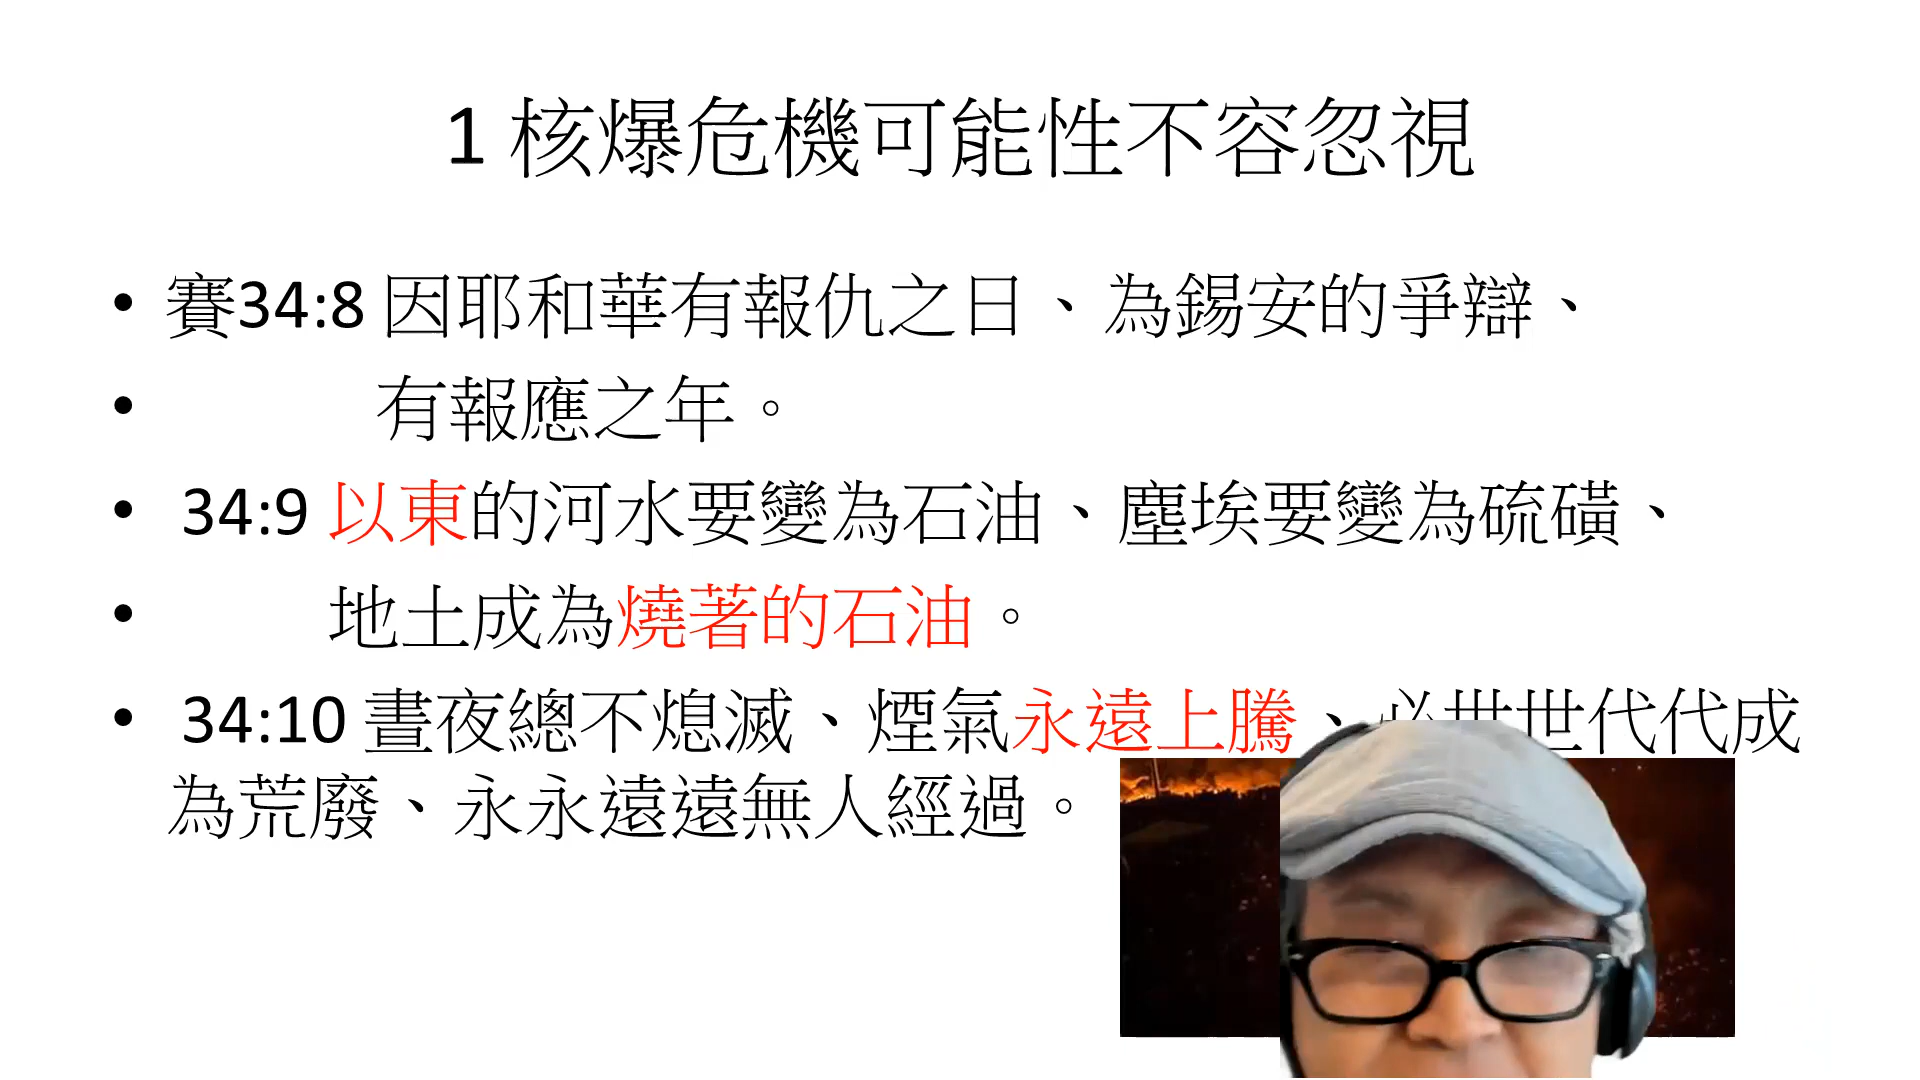 1 核爆危機可能性不容忽視
• 賽34:8 因耶和華有報仇之日、為錫安的爭辯、
• 有報應之年。
• 34:9 以東的河水要變為石油、塵埃要變為硫磺、
• 地土成為燒著的石油。
• 34:10 晝夜總不熄滅、煙氣永遠上騰、必世世代代成
為荒廢、永永遠遠無人經過。